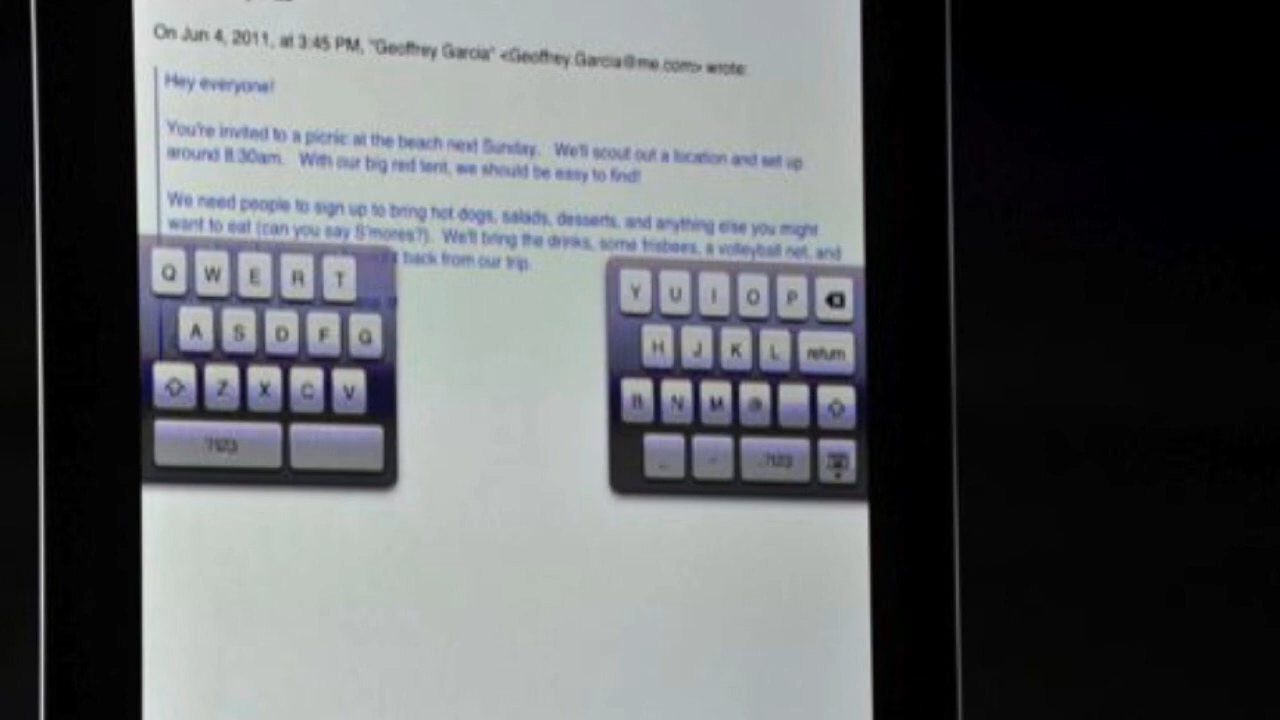 On Jun 4, 2011, at 3:45 PM, "Geoffrey Garcia" <Geoffrey.Garcia@me.com> wrote:
Hey everyone!
You're invited to a picnic at the beach next Sunday. We'll scout out a location and set up
around 8:30am. With our big red tent, we should be easy to find!
We need people to sign up to bring hot dogs, salads, desserts, and anything else you might
want to eat (can you say S'mores?). We'll bring the drinks, some frisbees, a volleyball net, and
back from our trip.
Q W E R T
Y U I O P
A S D F G
H J K L return
Z X C V
B N M @
.?123
_ - .?123